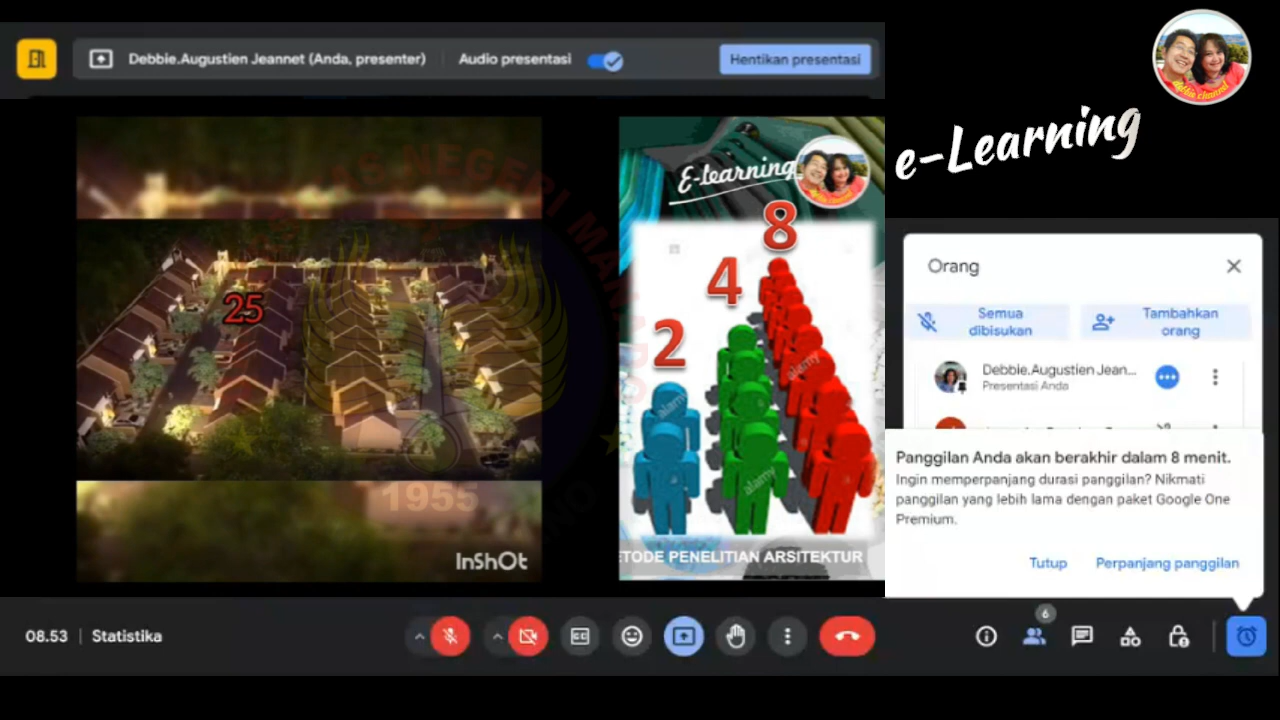 Debbie.Augustien Jeannet (Anda, presenter)
Audio presentasi
Hentikan presentasi
e-Learning
E-learning
8
4
2
25
1955
InShOt
TODE PENELITIAN ARSITEKTUR
alamy
alamy
alamy
Orang
Semua
dibisukan
Tambahkan
orang
Debbie.Augustien Jean...
Presentasi Anda
Panggilan Anda akan berakhir dalam 8 menit.
Ingin memperpanjang durasi panggilan? Nikmati
panggilan yang lebih lama dengan paket Google One
Premium.
Tutup
Perpanjang panggilan
08.53 | Statistika
6